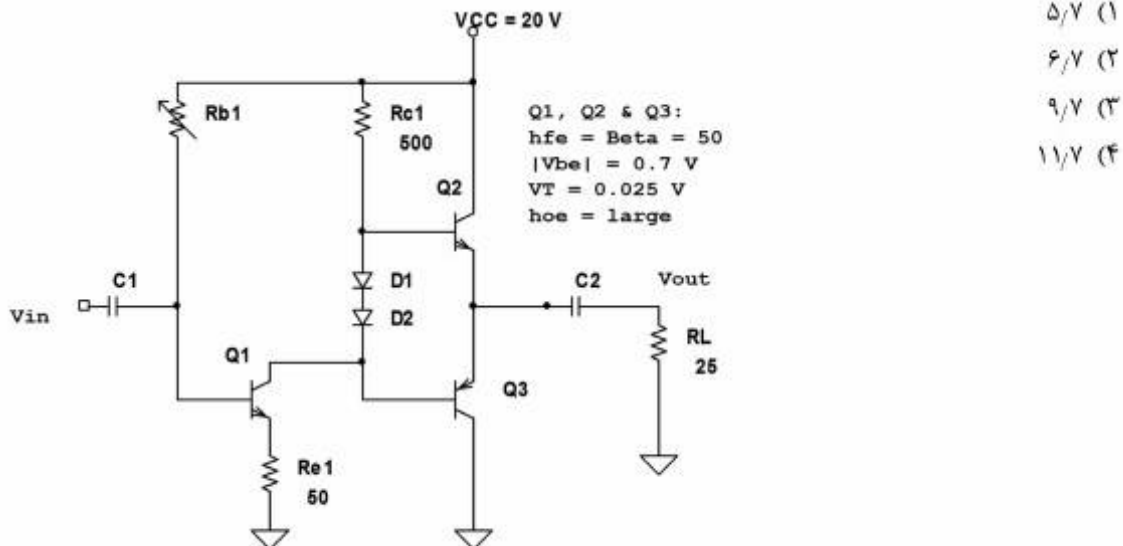 VCC = 20 V
۱) ۵٫۷
۲) ۶٫۷
۳) ۹٫۷
۴) ۱۱٫۷
Rb1
Rc1
500
Q1, Q2 & Q3:
hfe = Beta = 50
|Vbe| = 0.7 V
VT = 0.025 V
hoe = large
Q2
C1
D1
C2
Vout
Vin
D2
RL
25
Q1
Q3
Re1
50